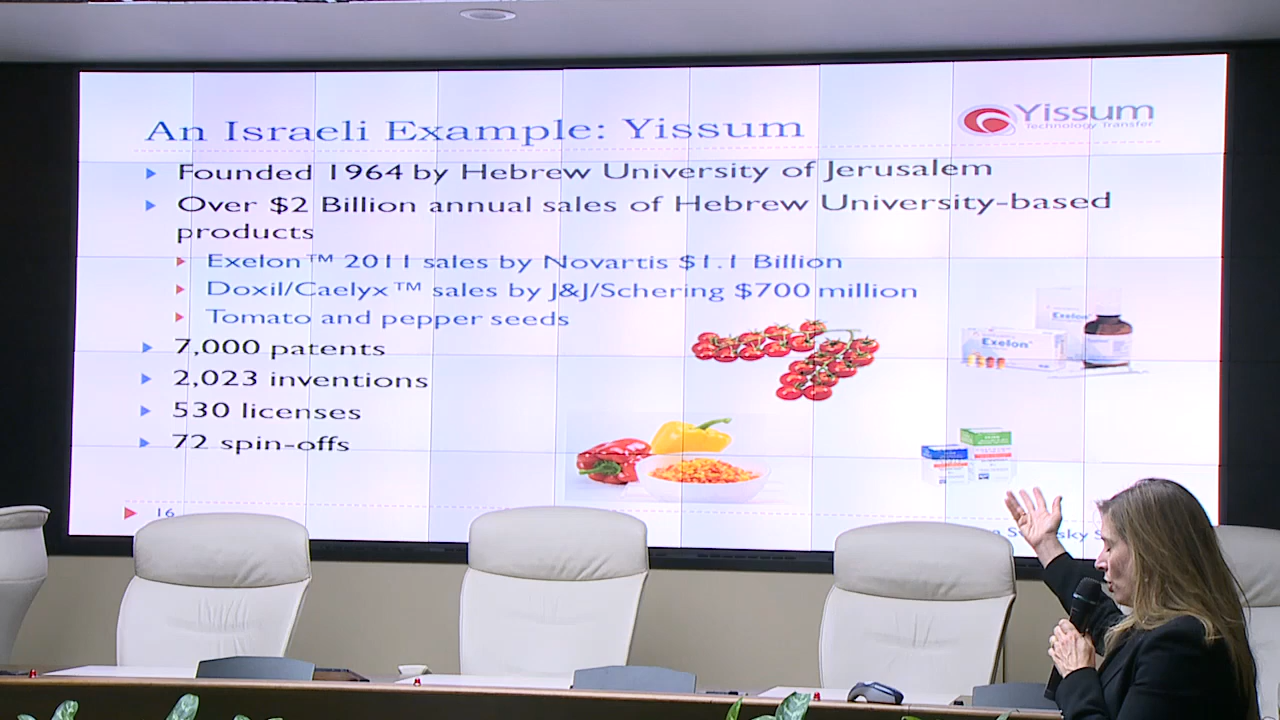 An Israeli Example: Yissum
Yissum
Technology Transfer
Founded 1964 by Hebrew University of Jerusalem
Over $2 Billion annual sales of Hebrew University-based
products
Exelon™ 2011 sales by Novartis $1.1 Billion
Doxil/Caelyx™ sales by J&J/Schering $700 million
Tomato and pepper seeds
7,000 patents
2,023 inventions
530 licenses
72 spin-offs
Exelon
Exelon
16